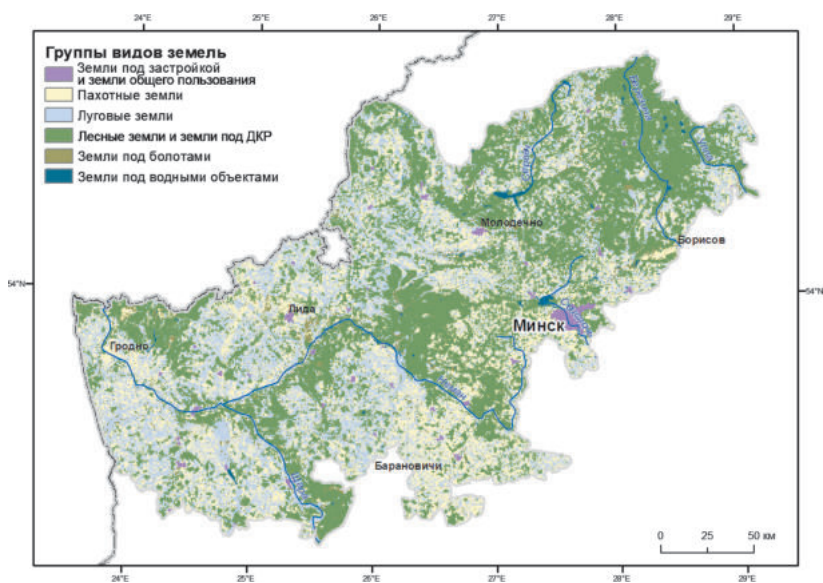 24°E 25°E 26°E 27°E 28°E 29°E
Группы видов земель
Земли под застройкой
и земли общего пользования
Пахотные земли
Луговые земли
Лесные земли и земли под ДКР
Земли под болотами
Земли под водными объектами
Молодечно
Борисов
54°N 54°N
Лида
Минск
Гродно
Барановичи
0 25 50 км
24°E 25°E 26°E 27°E 28°E 29°E